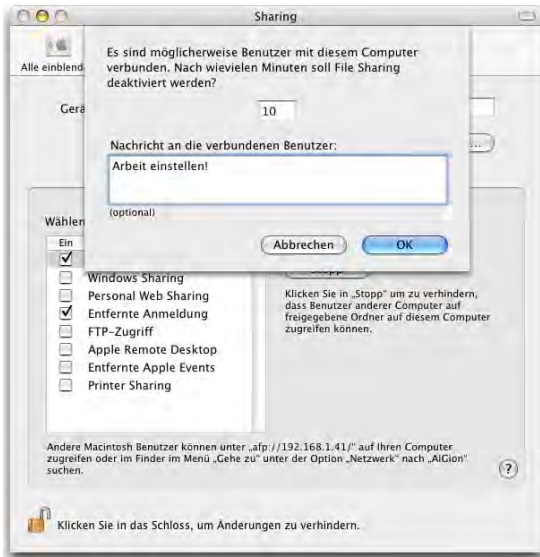 Sharing
Alle einblend
Es sind möglicherweise Benutzer mit diesem Computer
verbunden. Nach wievielen Minuten soll File Sharing
deaktiviert werden?
10
Nachricht an die verbundenen Benutzer:
Arbeit einstellen!
(optional)
Abbrechen
OK
Gerä
...
Wählen
Ein
Windows Sharing
Personal Web Sharing
Entfernte Anmeldung
FTP-Zugriff
Apple Remote Desktop
Entfernte Apple Events
Printer Sharing
Klicken Sie in „Stopp“ um zu verhindern,
dass Benutzer anderer Computer auf
freigegebene Ordner auf diesem Computer
zugreifen können.
Andere Macintosh Benutzer können unter „afp://192.168.1.41/“ auf Ihren Computer
zugreifen oder im Finder im Menü „Gehe zu“ unter der Option „Netzwerk“ nach „AlGion“
suchen.
?
Klicken Sie in das Schloss, um Änderungen zu verhindern.